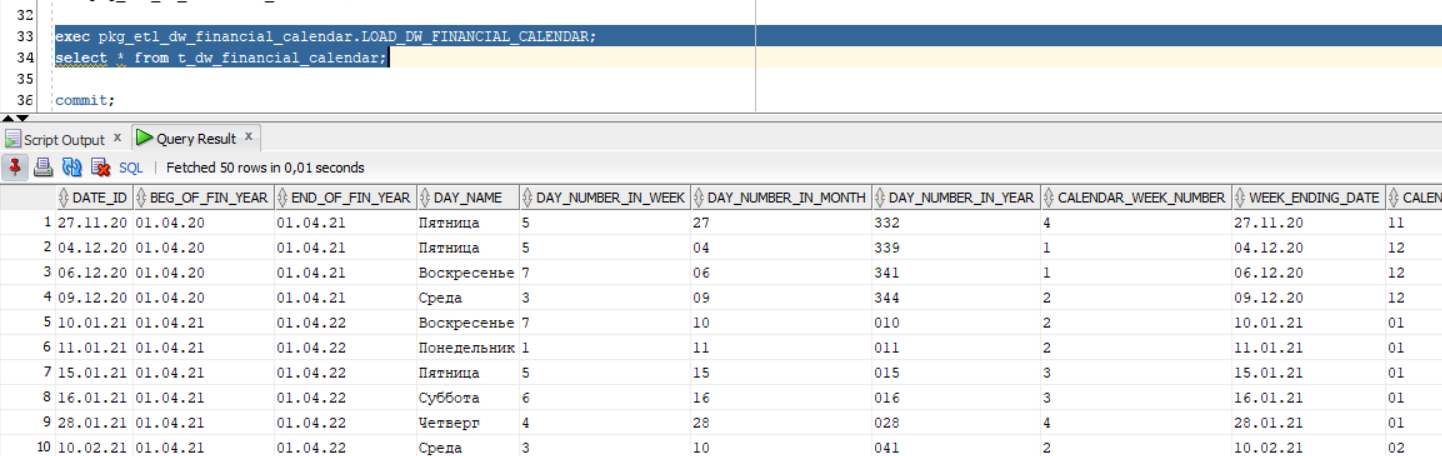 32
33 exec pkg_etl_dw_financial_calendar.LOAD_DW_FINANCIAL_CALENDAR;
34 select * from t_dw_financial_calendar;
35
36 commit;
Script Output x Query Result x
SQL | Fetched 50 rows in 0,01 seconds
DATE_ID BEG_OF_FIN_YEAR END_OF_FIN_YEAR DAY_NAME DAY_NUMBER_IN_WEEK DAY_NUMBER_IN_MONTH DAY_NUMBER_IN_YEAR CALENDAR_WEEK_NUMBER WEEK_ENDING_DATE CALEN
1 27.11.20 01.04.20 01.04.21 Пятница 5 27 332 4 27.11.20 11
2 04.12.20 01.04.20 01.04.21 Пятница 5 04 339 1 04.12.20 12
3 06.12.20 01.04.20 01.04.21 Воскресенье 7 06 341 1 06.12.20 12
4 09.12.20 01.04.20 01.04.21 Среда 3 09 344 2 09.12.20 12
5 10.01.21 01.04.21 01.04.22 Воскресенье 7 10 010 2 10.01.21 01
6 11.01.21 01.04.21 01.04.22 Понедельник 1 11 011 2 11.01.21 01
7 15.01.21 01.04.21 01.04.22 Пятница 5 15 015 3 15.01.21 01
8 16.01.21 01.04.21 01.04.22 Суббота 6 16 016 3 16.01.21 01
9 28.01.21 01.04.21 01.04.22 Четверг 4 28 028 4 28.01.21 01
10 10.02.21 01.04.21 01.04.22 Среда 3 10 041 2 10.02.21 02